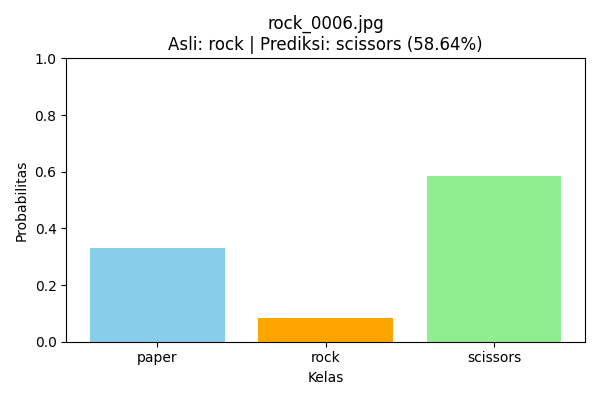 rock_0006.jpg
Asli: rock | Prediksi: scissors (58.64%)
1.0
0.8
0.6
0.4
0.2
0.0
Probabilitas
paper rock scissors
Kelas